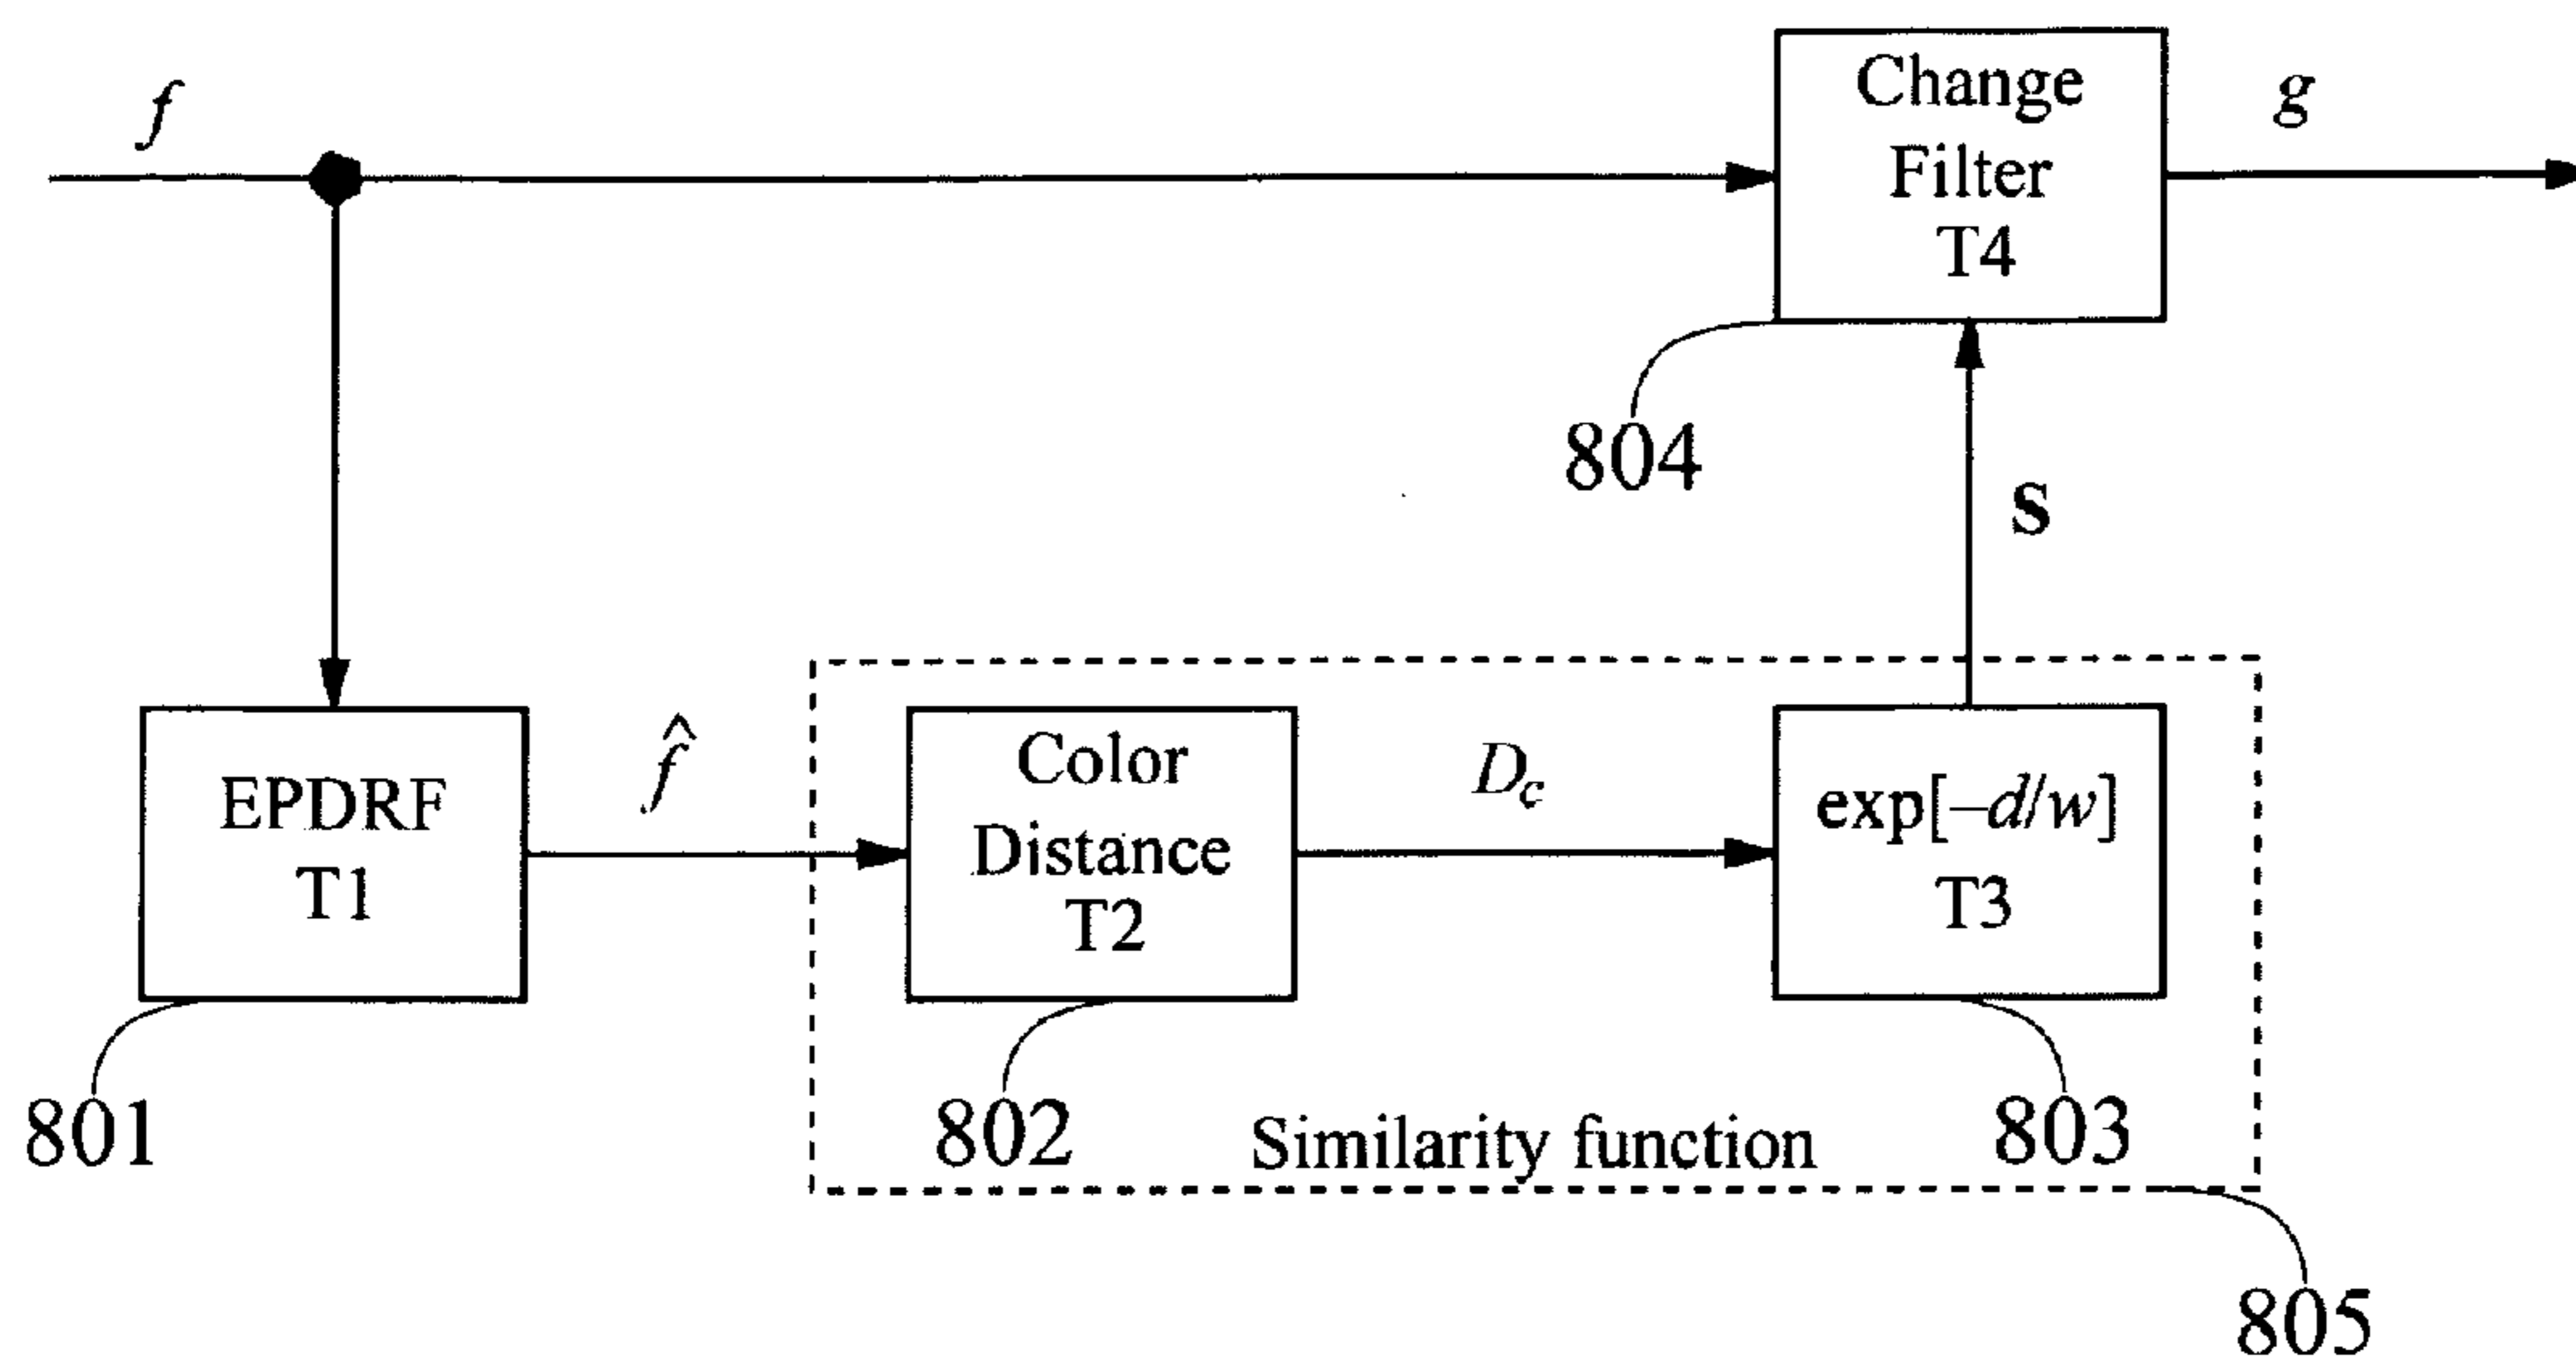 f
Change
Filter
T4
g
804
S
EPDRF
T1
801
f̂
Color
Distance
T2
802
D_c
exp[–d/w]
T3
803
Similarity function
805